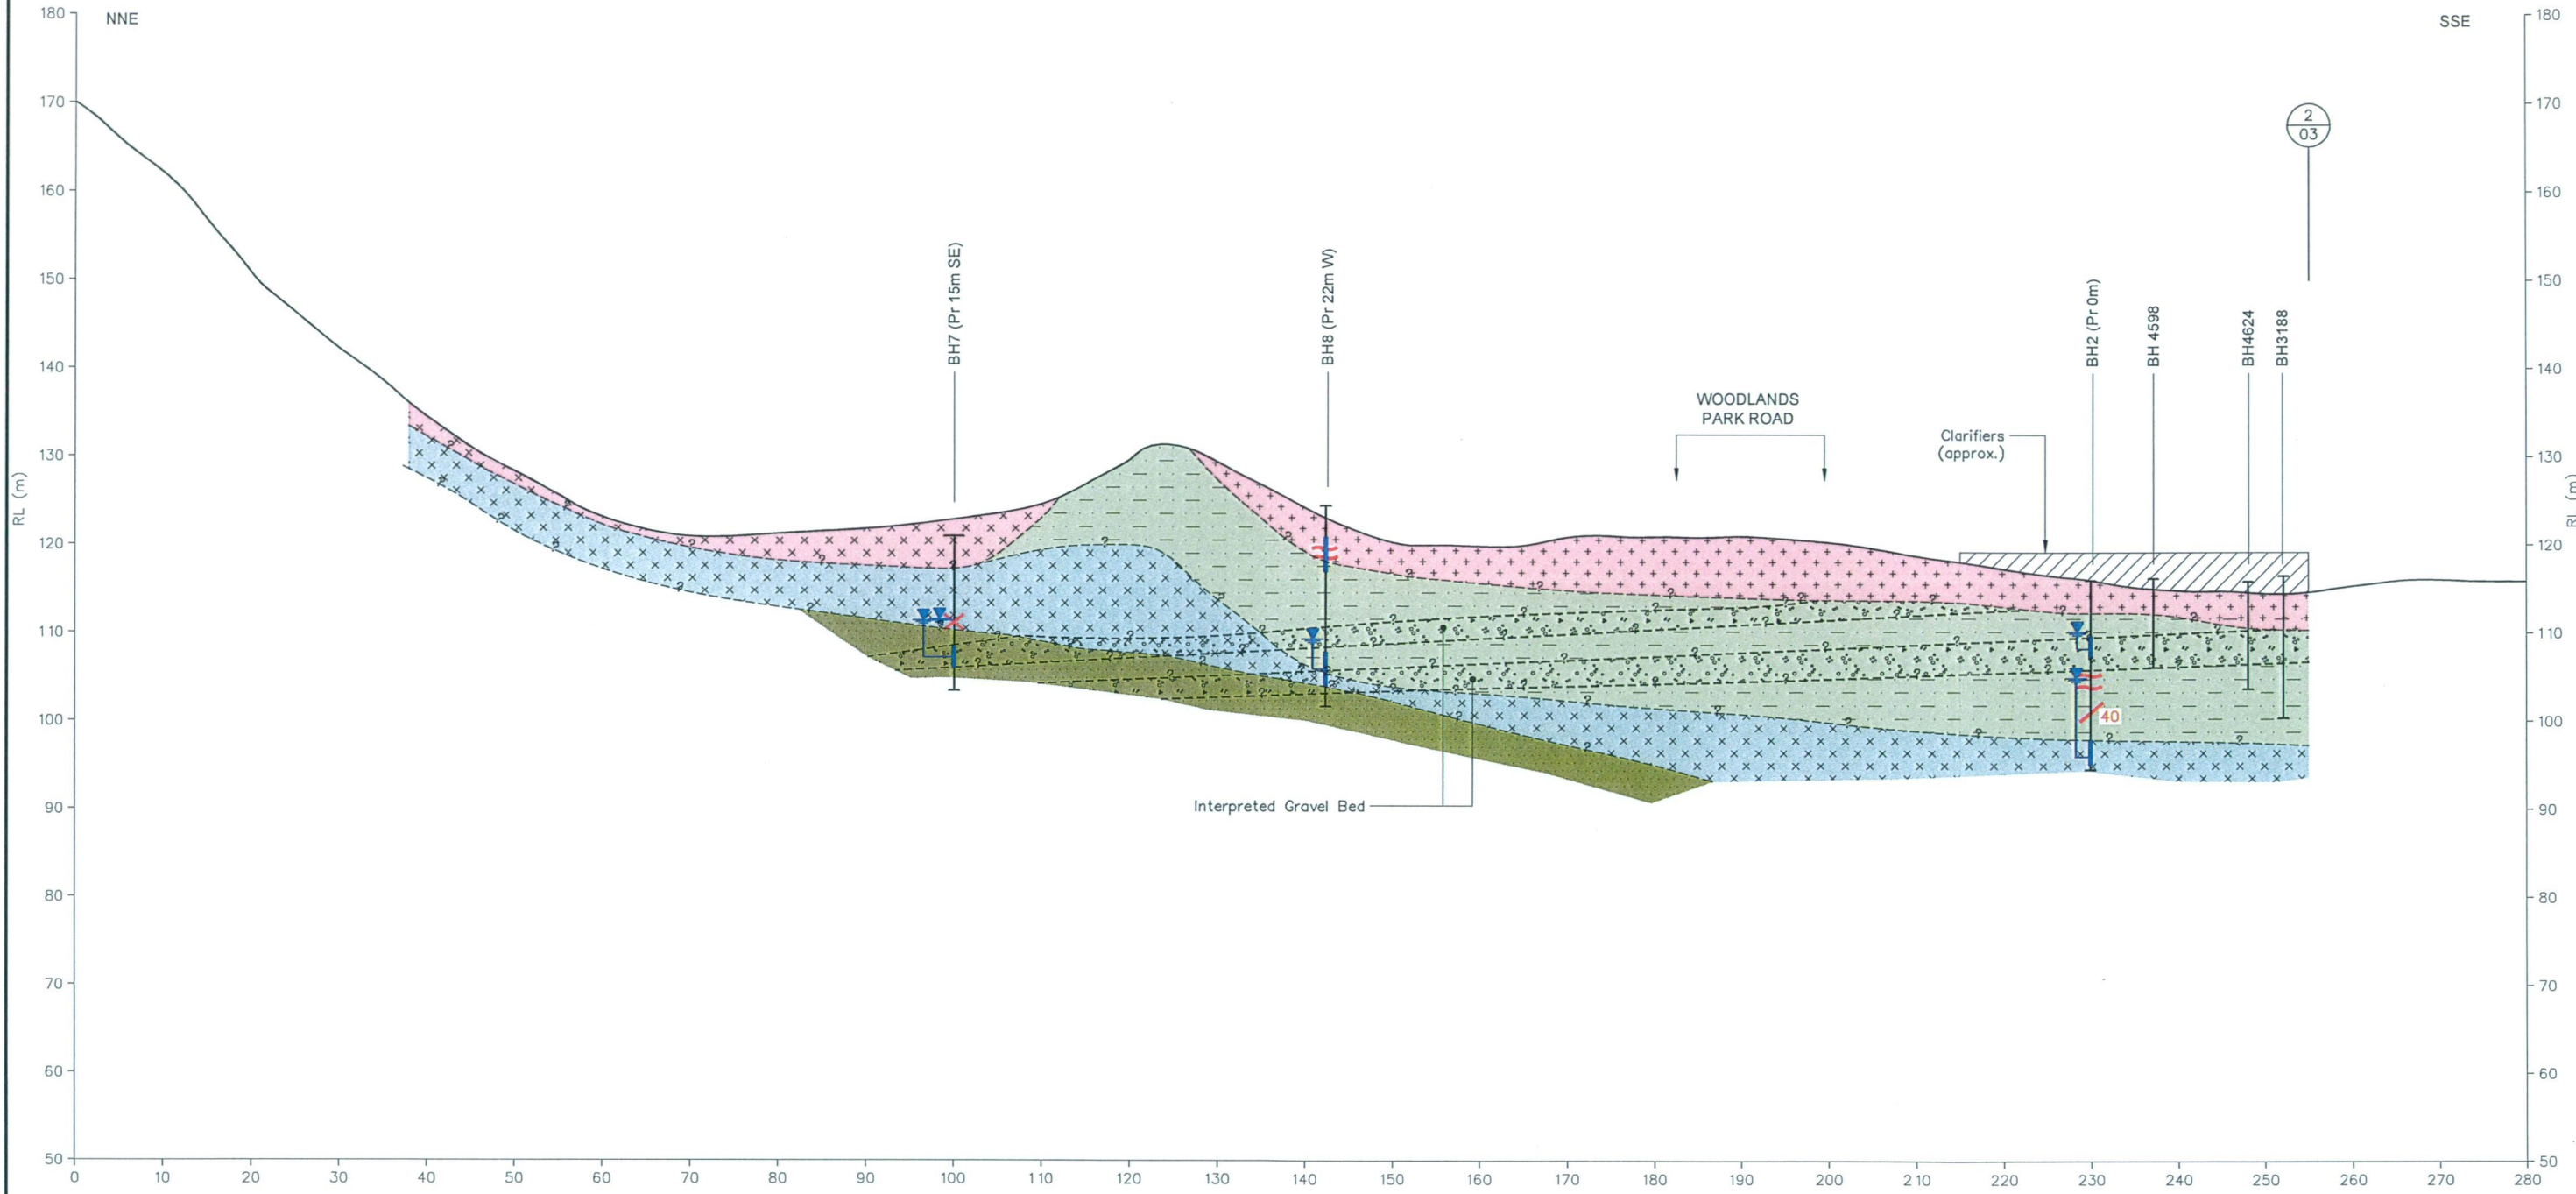 NNE
SSE
180
170
160
150
140
130
120
110
100
90
80
70
60
50
RL (m)
180
170
160
150
140
130
120
110
100
90
80
70
60
50
RL (m)
2
03
BH7 (Pr 15m SE)
BH8 (Pr 22m W)
BH2 (Pr 0m)
BH 4598
BH4624
BH3188
WOODLANDS
PARK ROAD
Clarifiers
(approx.)
40
Interpreted Gravel Bed
0 10 20 30 40 50 60 70 80 90 100 110 120 130 140 150 160 170 180 190 200 210 220 230 240 250 260 270 280